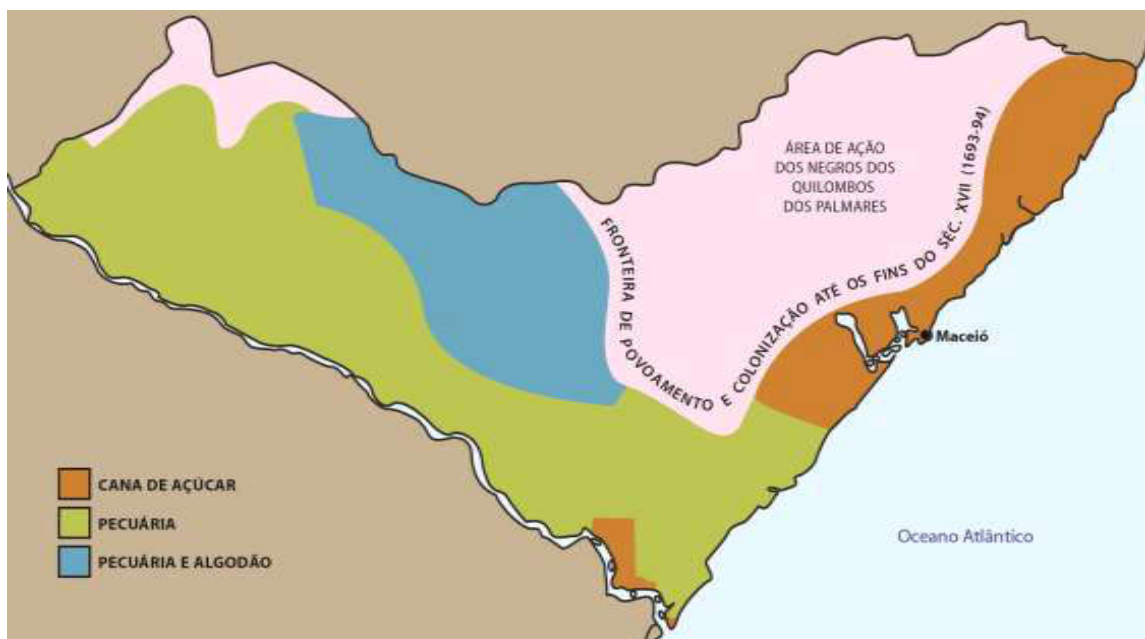 ÁREA DE AÇÃO
DOS NEGROS DOS
QUILOMBOS
DOS PALMARES
FRONTEIRA DE POVOAMENTO E COLONIZAÇÃO ATÉ OS FINS DO SÉC. XVII (1693-94)
Maceió
CANA DE AÇÚCAR
PECUÁRIA
PECUÁRIA E ALGODÃO
Oceano Atlântico